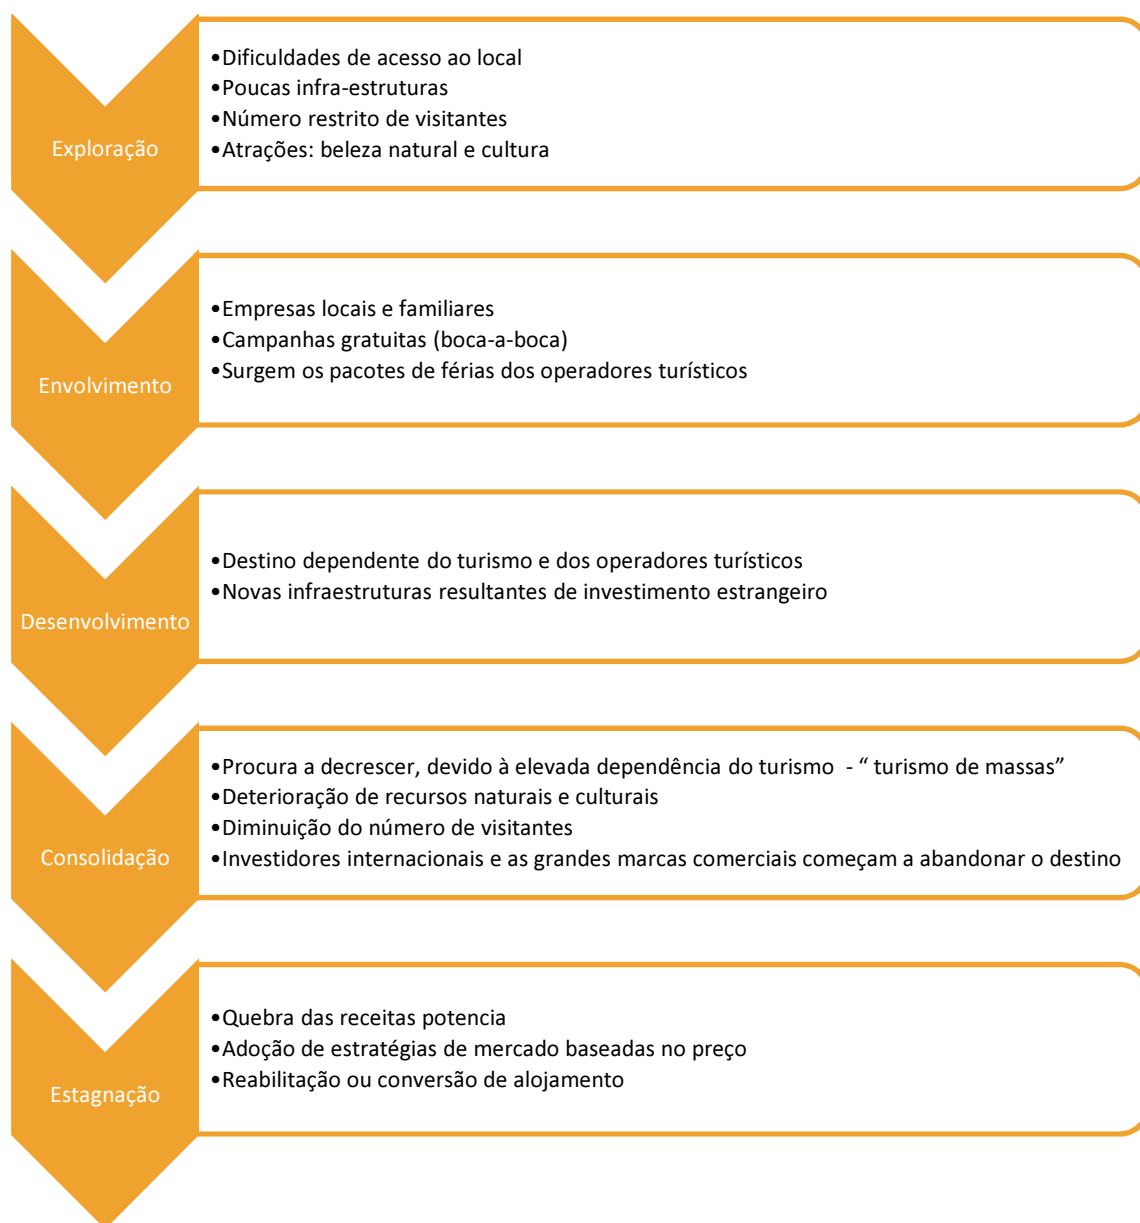 Exploração
•Dificuldades de acesso ao local
•Poucas infra-estruturas
•Número restrito de visitantes
•Atrações: beleza natural e cultura
Envolvimento
•Empresas locais e familiares
•Campanhas gratuitas (boca-a-boca)
•Surgem os pacotes de férias dos operadores turísticos
Desenvolvimento
•Destino dependente do turismo e dos operadores turísticos
•Novas infraestruturas resultantes de investimento estrangeiro
Consolidação
•Procura a decrescer, devido à elevada dependência do turismo  - “ turismo de massas”
•Deterioração de recursos naturais e culturais
•Diminuição do número de visitantes
•Investidores internacionais e as grandes marcas comerciais começam a abandonar o destino
Estagnação
•Quebra das receitas potencia
•Adoção de estratégias de mercado baseadas no preço
•Reabilitação ou conversão de alojamento